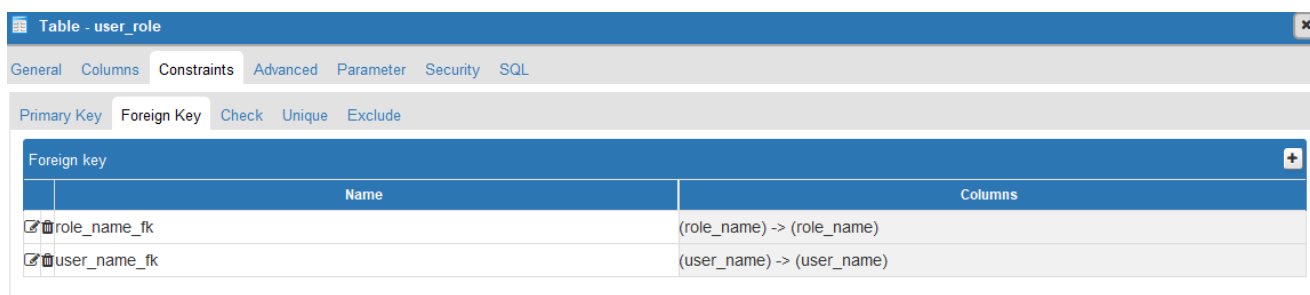 Table - user_role
General Columns Constraints Advanced Parameter Security SQL
Primary Key Foreign Key Check Unique Exclude
Foreign key
Name Columns
role_name_fk (role_name) -> (role_name)
user_name_fk (user_name) -> (user_name)